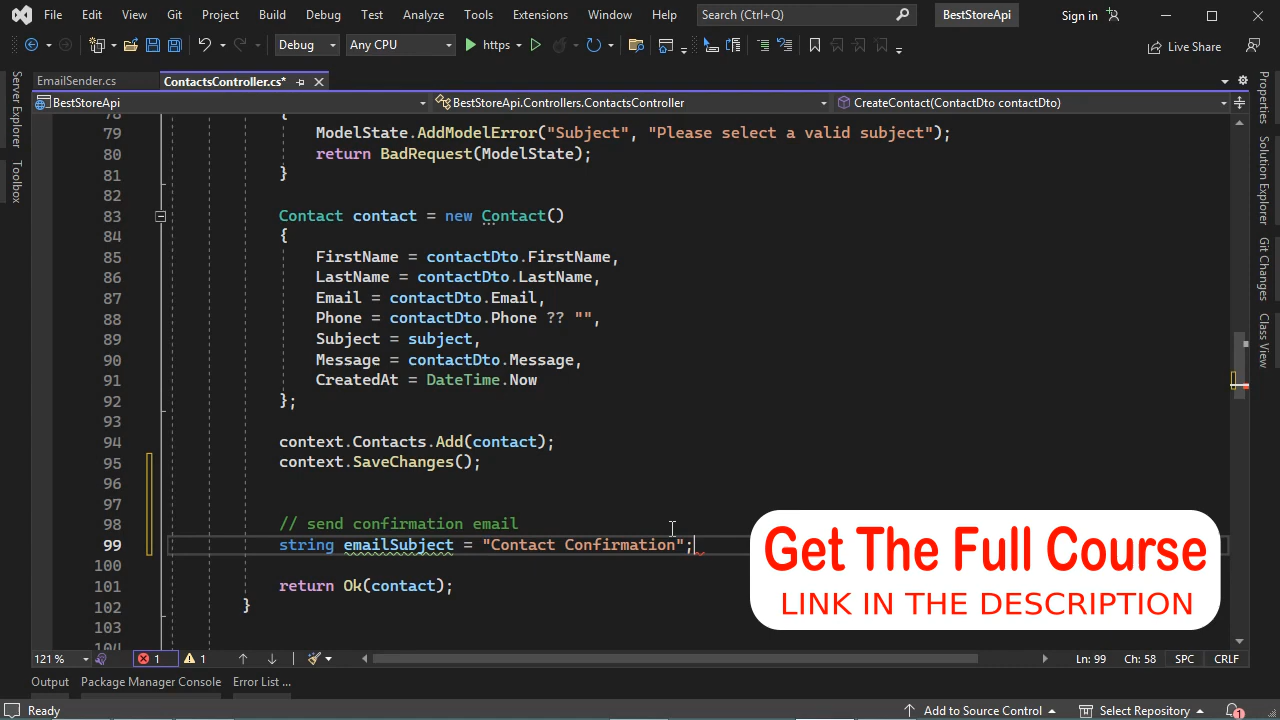 File Edit View Git Project Build Debug Test Analyze Tools Extensions Window Help Search (Ctrl+Q) BestStoreApi Sign in
Debug Any CPU https Live Share
EmailSender.cs ContactsController.cs*
BestStoreApi BestStoreApi.Controllers.ContactsController CreateContact(ContactDto contactDto)
Server Explorer
Toolbox
Properties
Solution Explorer
Git Changes
Class View
78 {
79 ModelState.AddModelError("Subject", "Please select a valid subject");
80 return BadRequest(ModelState);
81 }
82
83 Contact contact = new Contact()
84 {
85 FirstName = contactDto.FirstName,
86 LastName = contactDto.LastName,
87 Email = contactDto.Email,
88 Phone = contactDto.Phone ?? "",
89 Subject = subject,
90 Message = contactDto.Message,
91 CreatedAt = DateTime.Now
92 };
93
94 context.Contacts.Add(contact);
95 context.SaveChanges();
96
97
98 // send confirmation email
99 string emailSubject = "Contact Confirmation";
100
101 return Ok(contact);
102 }
103
104
Get The Full Course
LINK IN THE DESCRIPTION
121 % 1 1 Ln: 99 Ch: 58 SPC CRLF
Output Package Manager Console Error List ...
Ready Add to Source Control Select Repository 1